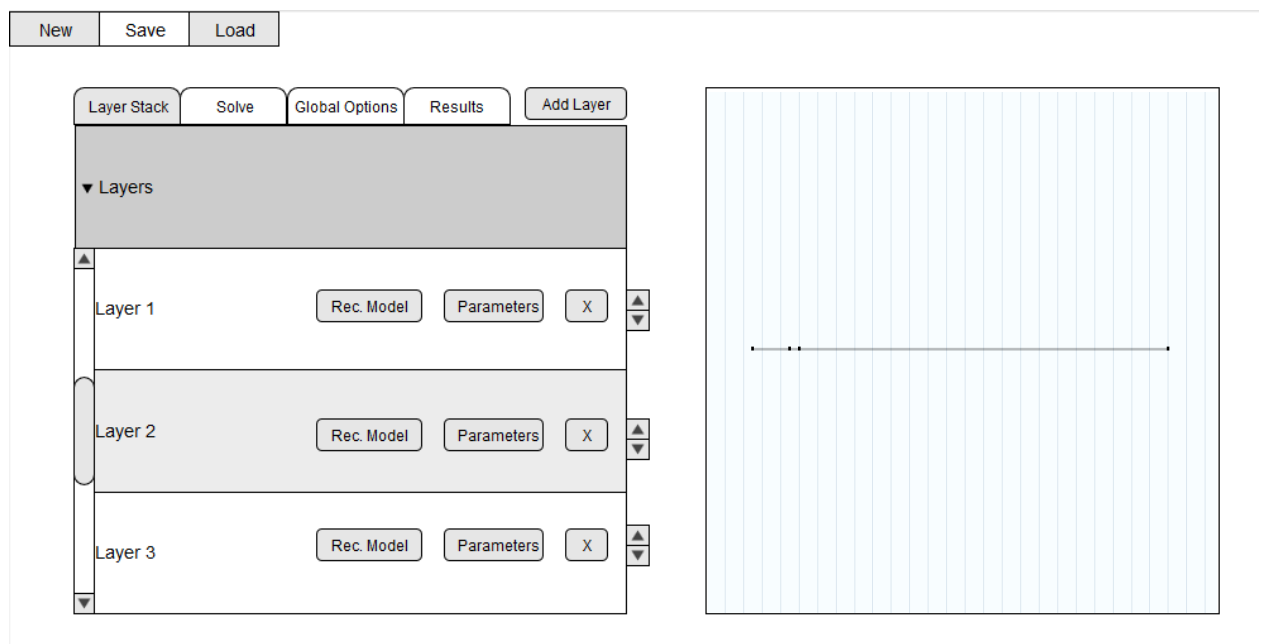 New Save Load
Layer Stack Solve Global Options Results Add Layer
▼ Layers
Layer 1 Rec. Model Parameters X
Layer 2 Rec. Model Parameters X
Layer 3 Rec. Model Parameters X